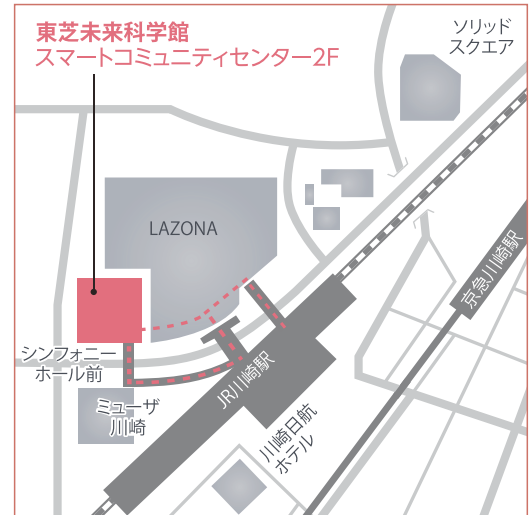 東芝未来科学館
スマートコミュニティセンター2F
ソリッド
スクエア
LAZONA
京急川崎駅
シンフォニー
ホール前
ミューザ
川崎
JR川崎駅
川崎日航
ホテル